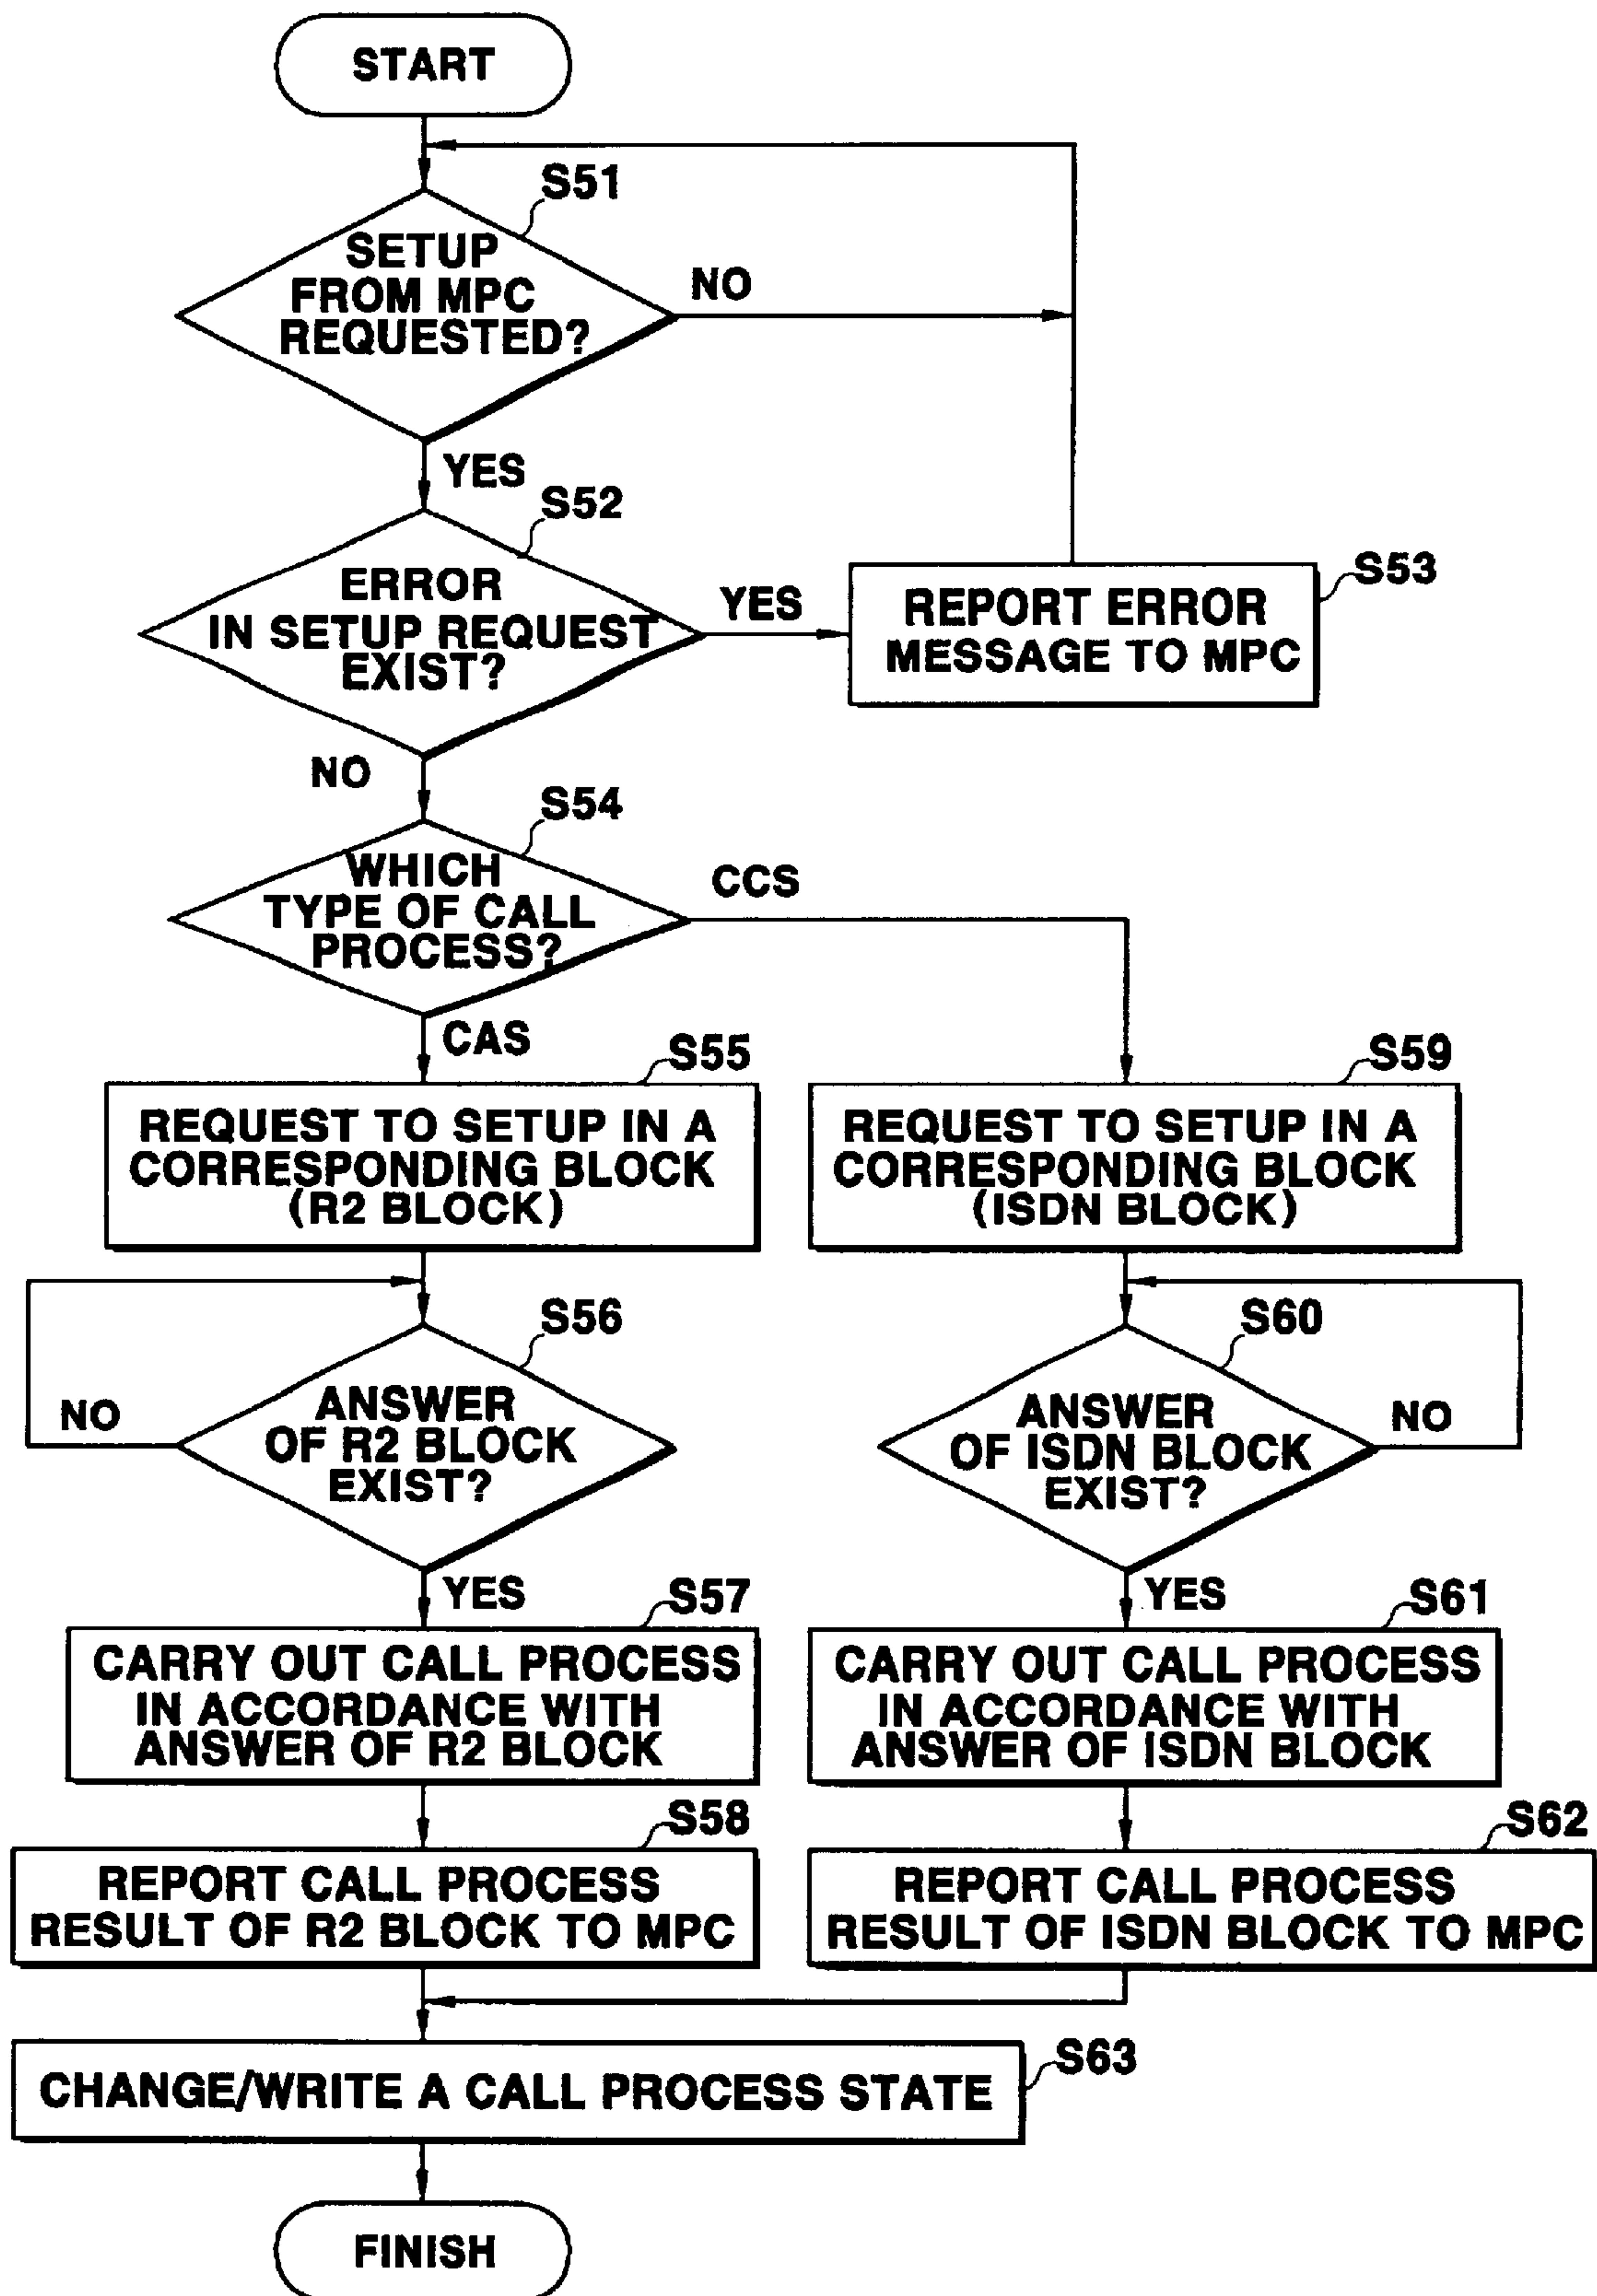 START
S51
SETUP
FROM MPC
REQUESTED?
NO
YES
S52
ERROR
IN SETUP REQUEST
EXIST?
YES
S53
REPORT ERROR
MESSAGE TO MPC
NO
S54
WHICH
TYPE OF CALL
PROCESS?
CCS
CAS
S55
REQUEST TO SETUP IN A
CORRESPONDING BLOCK
(R2 BLOCK)
S59
REQUEST TO SETUP IN A
CORRESPONDING BLOCK
(ISDN BLOCK)
S56
ANSWER
OF R2 BLOCK
EXIST?
NO
YES
S60
ANSWER
OF ISDN BLOCK
EXIST?
NO
YES
S57
CARRY OUT CALL PROCESS
IN ACCORDANCE WITH
ANSWER OF R2 BLOCK
S61
CARRY OUT CALL PROCESS
IN ACCORDANCE WITH
ANSWER OF ISDN BLOCK
S58
REPORT CALL PROCESS
RESULT OF R2 BLOCK TO MPC
S62
REPORT CALL PROCESS
RESULT OF ISDN BLOCK TO MPC
S63
CHANGE/WRITE A CALL PROCESS STATE
FINISH